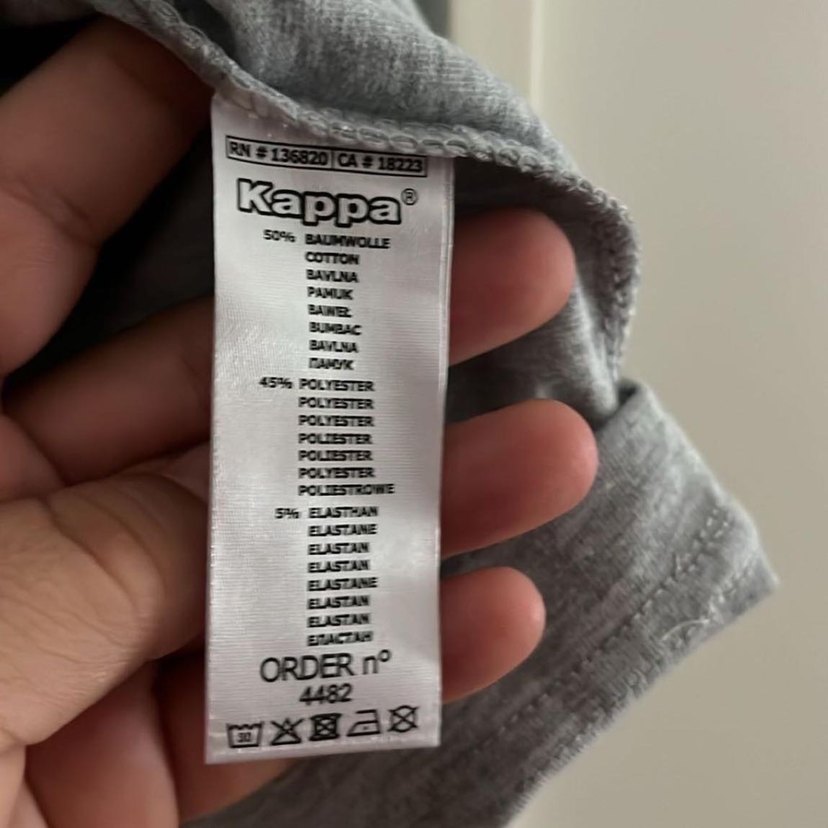 RN # 136820 CA # 18223
Kappa®
50% BAUMWOLLE
COTTON
BAVLNA
PAMUK
BAWEŁ
BUMBAC
BAVLNA
ПАМУК
45% POLYESTER
POLYESTER
POLYESTER
POLIESTER
POLIESTER
POLYESTER
POLIESTROWE
5% ELASTHAN
ELASTANE
ELASTAN
ELASTAN
ELASTANE
ELASTAN
ELASTAN
ЕЛАСТАН
ORDER nº
4482
30